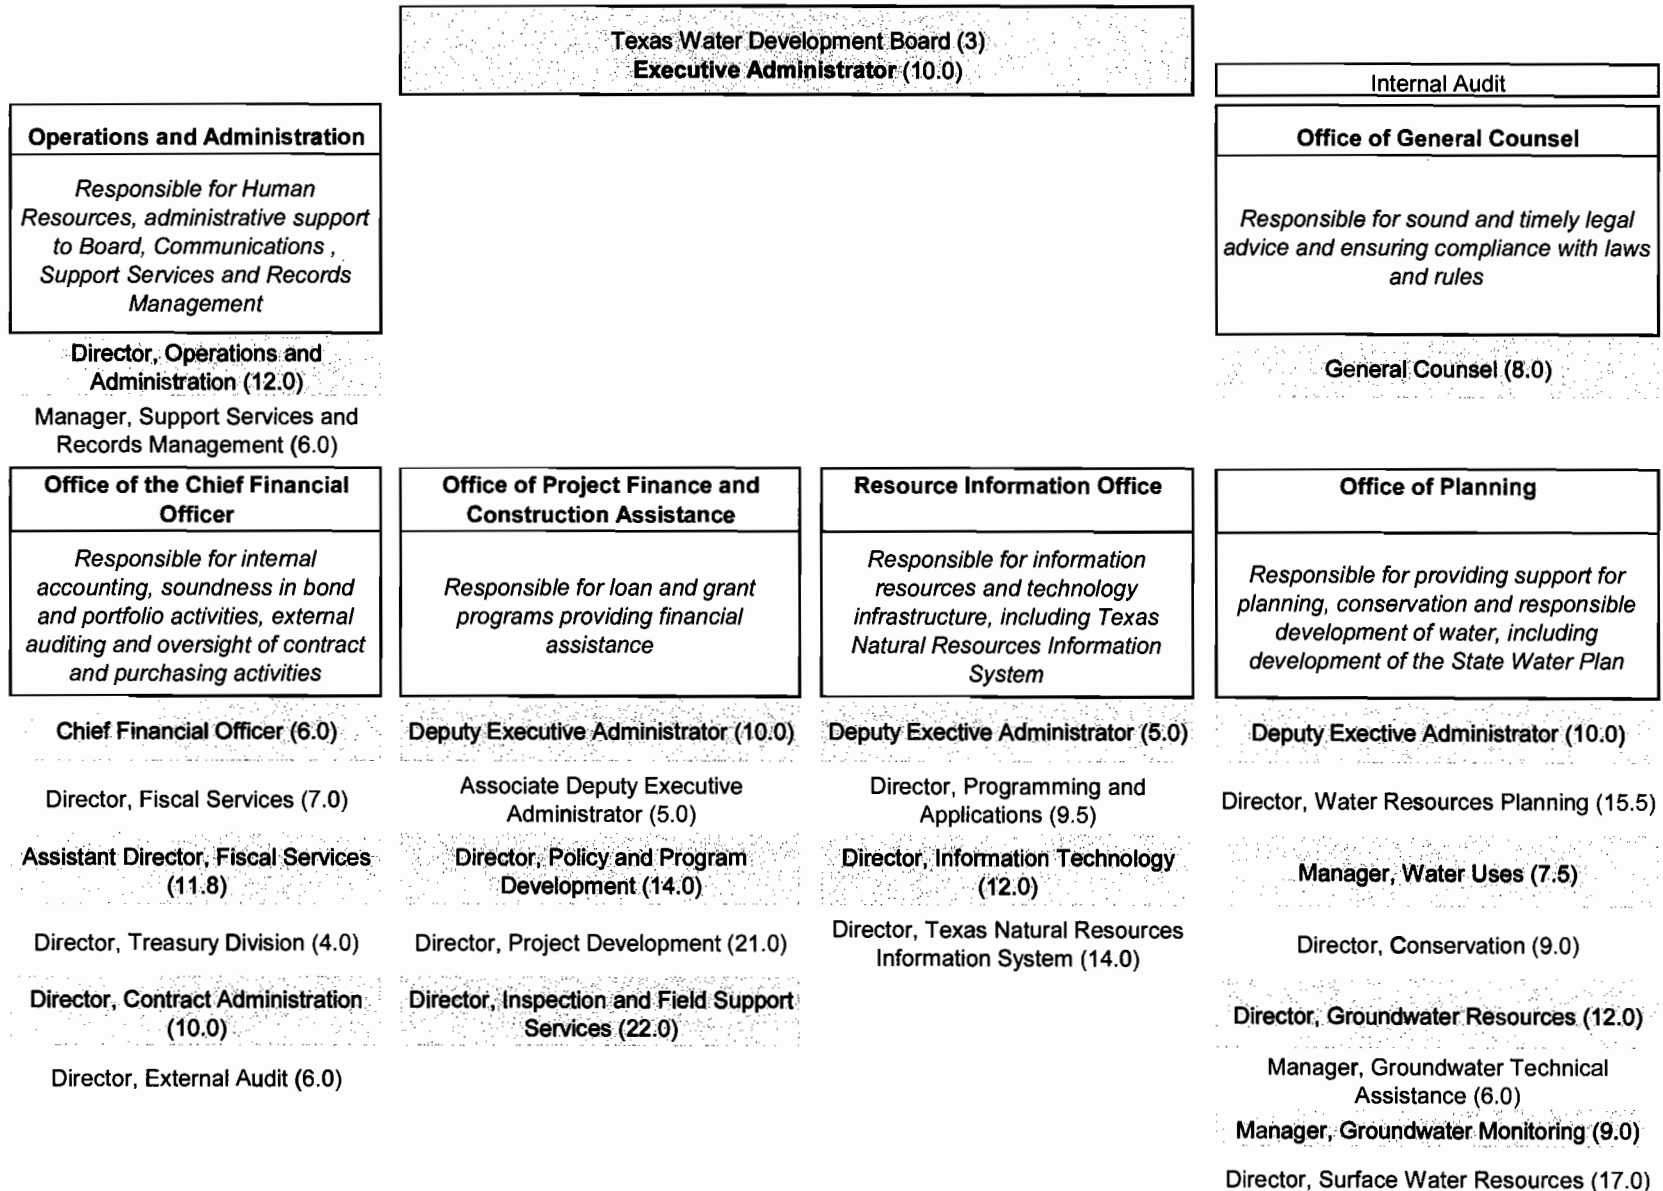 Texas Water Development Board (3)
Executive Administrator (10.0)
Internal Audit
Operations and Administration
Responsible for Human
Resources, administrative support
to Board, Communications ,
Support Services and Records
Management
Director, Operations and
Administration (12.0)
Manager, Support Services and
Records Management (6.0)
Office of General Counsel
Responsible for sound and timely legal
advice and ensuring compliance with laws
and rules
General Counsel (8.0)
Office of the Chief Financial
Officer
Responsible for internal
accounting, soundness in bond
and portfolio activities, external
auditing and oversight of contract
and purchasing activities
Chief Financial Officer (6.0)
Director, Fiscal Services (7.0)
Assistant Director, Fiscal Services
(11.8)
Director, Treasury Division (4.0)
Director, Contract Administration
(10.0)
Director, External Audit (6.0)
Office of Project Finance and
Construction Assistance
Responsible for loan and grant
programs providing financial
assistance
Deputy Executive Administrator (10.0)
Associate Deputy Executive
Administrator (5.0)
Director, Policy and Program
Development (14.0)
Director, Project Development (21.0)
Director, Inspection and Field Support
Services (22.0)
Resource Information Office
Responsible for information
resources and technology
infrastructure, including Texas
Natural Resources Information
System
Deputy Exective Administrator (5.0)
Director, Programming and
Applications (9.5)
Director, Information Technology
(12.0)
Director, Texas Natural Resources
Information System (14.0)
Office of Planning
Responsible for providing support for
planning, conservation and responsible
development of water, including
development of the State Water Plan
Deputy Exective Administrator (10.0)
Director, Water Resources Planning (15.5)
Manager, Water Uses (7.5)
Director, Conservation (9.0)
Director, Groundwater Resources (12.0)
Manager, Groundwater Technical
Assistance (6.0)
Manager, Groundwater Monitoring (9.0)
Director, Surface Water Resources (17.0)